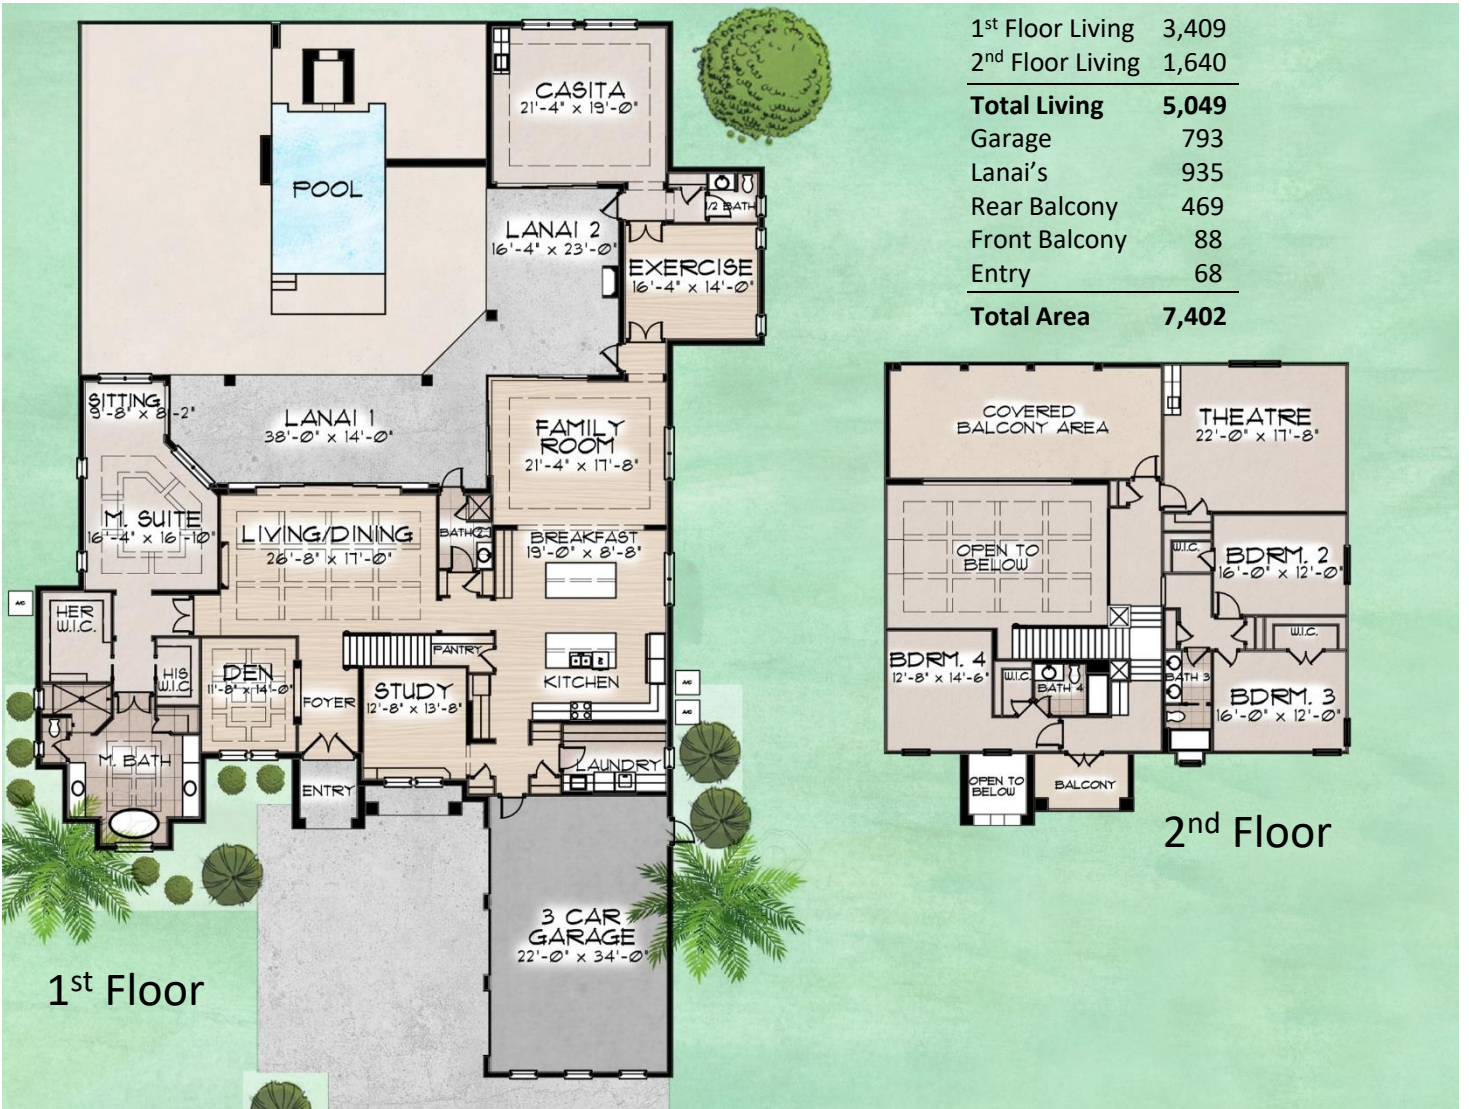 1st Floor Living 3,409
2nd Floor Living 1,640
Total Living 5,049
Garage 793
Lanai's 935
Rear Balcony 469
Front Balcony 88
Entry 68
Total Area 7,402
CASITA
21'-4" x 19'-0"
POOL
1/2 BATH
LANAI 2
16'-4" x 23'-0"
EXERCISE
16'-4" x 14'-0"
SITTING
9'-8" x 8'-2"
LANAI 1
38'-0" x 14'-0"
FAMILY
ROOM
21'-4" x 17'-8"
M. SUITE
16'-4" x 16'-10"
LIVING/DINING
26'-8" x 17'-0"
BATH 2
BREAKFAST
19'-0" x 8'-8"
A/C
HER
W.I.C.
HIS
W.I.C.
DEN
11'-8" x 14'-0"
FOYER
PANTRY
STUDY
12'-8" x 13'-8"
KITCHEN
A/C
A/C
M. BATH
ENTRY
LAUNDRY
3 CAR
GARAGE
22'-0" x 34'-0"
1st Floor
COVERED
BALCONY AREA
THEATRE
22'-0" x 17'-8"
OPEN TO
BELOW
W.I.C.
BDRM. 2
16'-0" x 12'-0"
W.I.C.
BDRM. 4
12'-8" x 14'-6"
W.I.C.
BATH 4
BATH 3
BDRM. 3
16'-0" x 12'-0"
OPEN TO
BELOW
BALCONY
2nd Floor